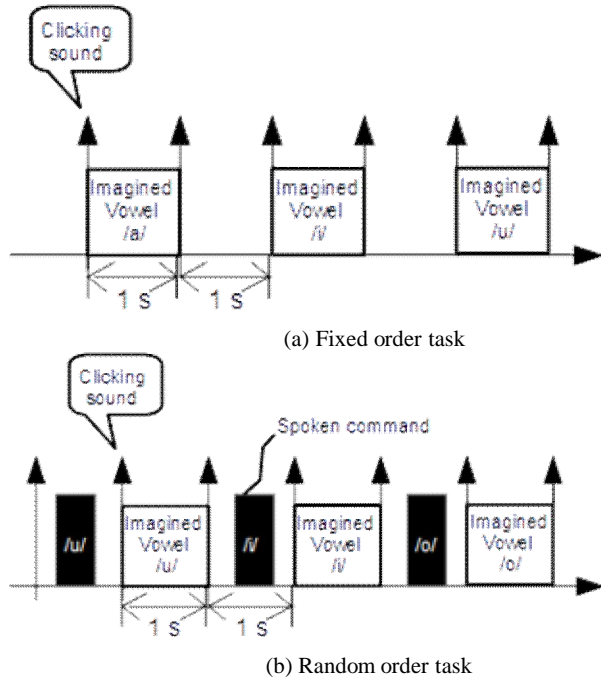 Clicking
sound
Imagined
Vowel
/a/
Imagined
Vowel
/i/
Imagined
Vowel
/u/
1 s
1 s
(a) Fixed order task
Clicking
sound
Spoken command
/u/
Imagined
Vowel
/u/
/i/
Imagined
Vowel
/i/
/o/
Imagined
Vowel
/o/
1 s
1 s
(b) Random order task